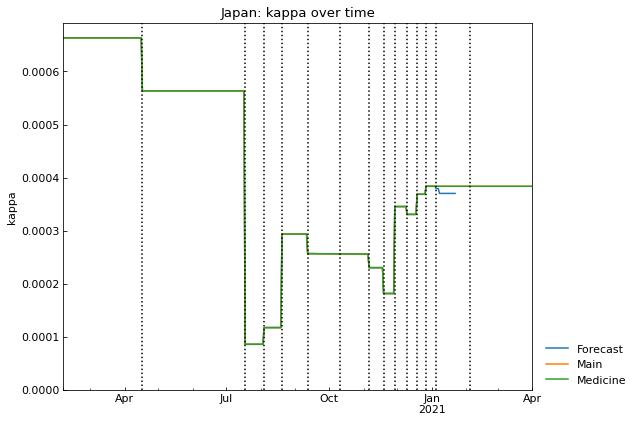 Japan: kappa over time
kappa
0.0006
0.0005
0.0004
0.0003
0.0002
0.0001
0.0000
Apr
Jul
Oct
Jan
2021
Apr
Forecast
Main
Medicine